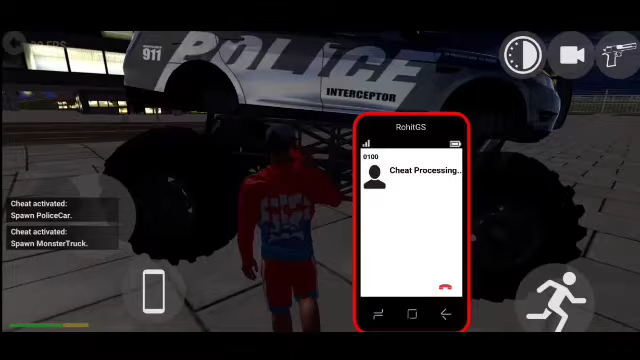 911
POLICE
INTERCEPTOR
RohitGS
0100
Cheat Processing..
Cheat activated:
Spawn PoliceCar.
Cheat activated:
Spawn MonsterTruck.